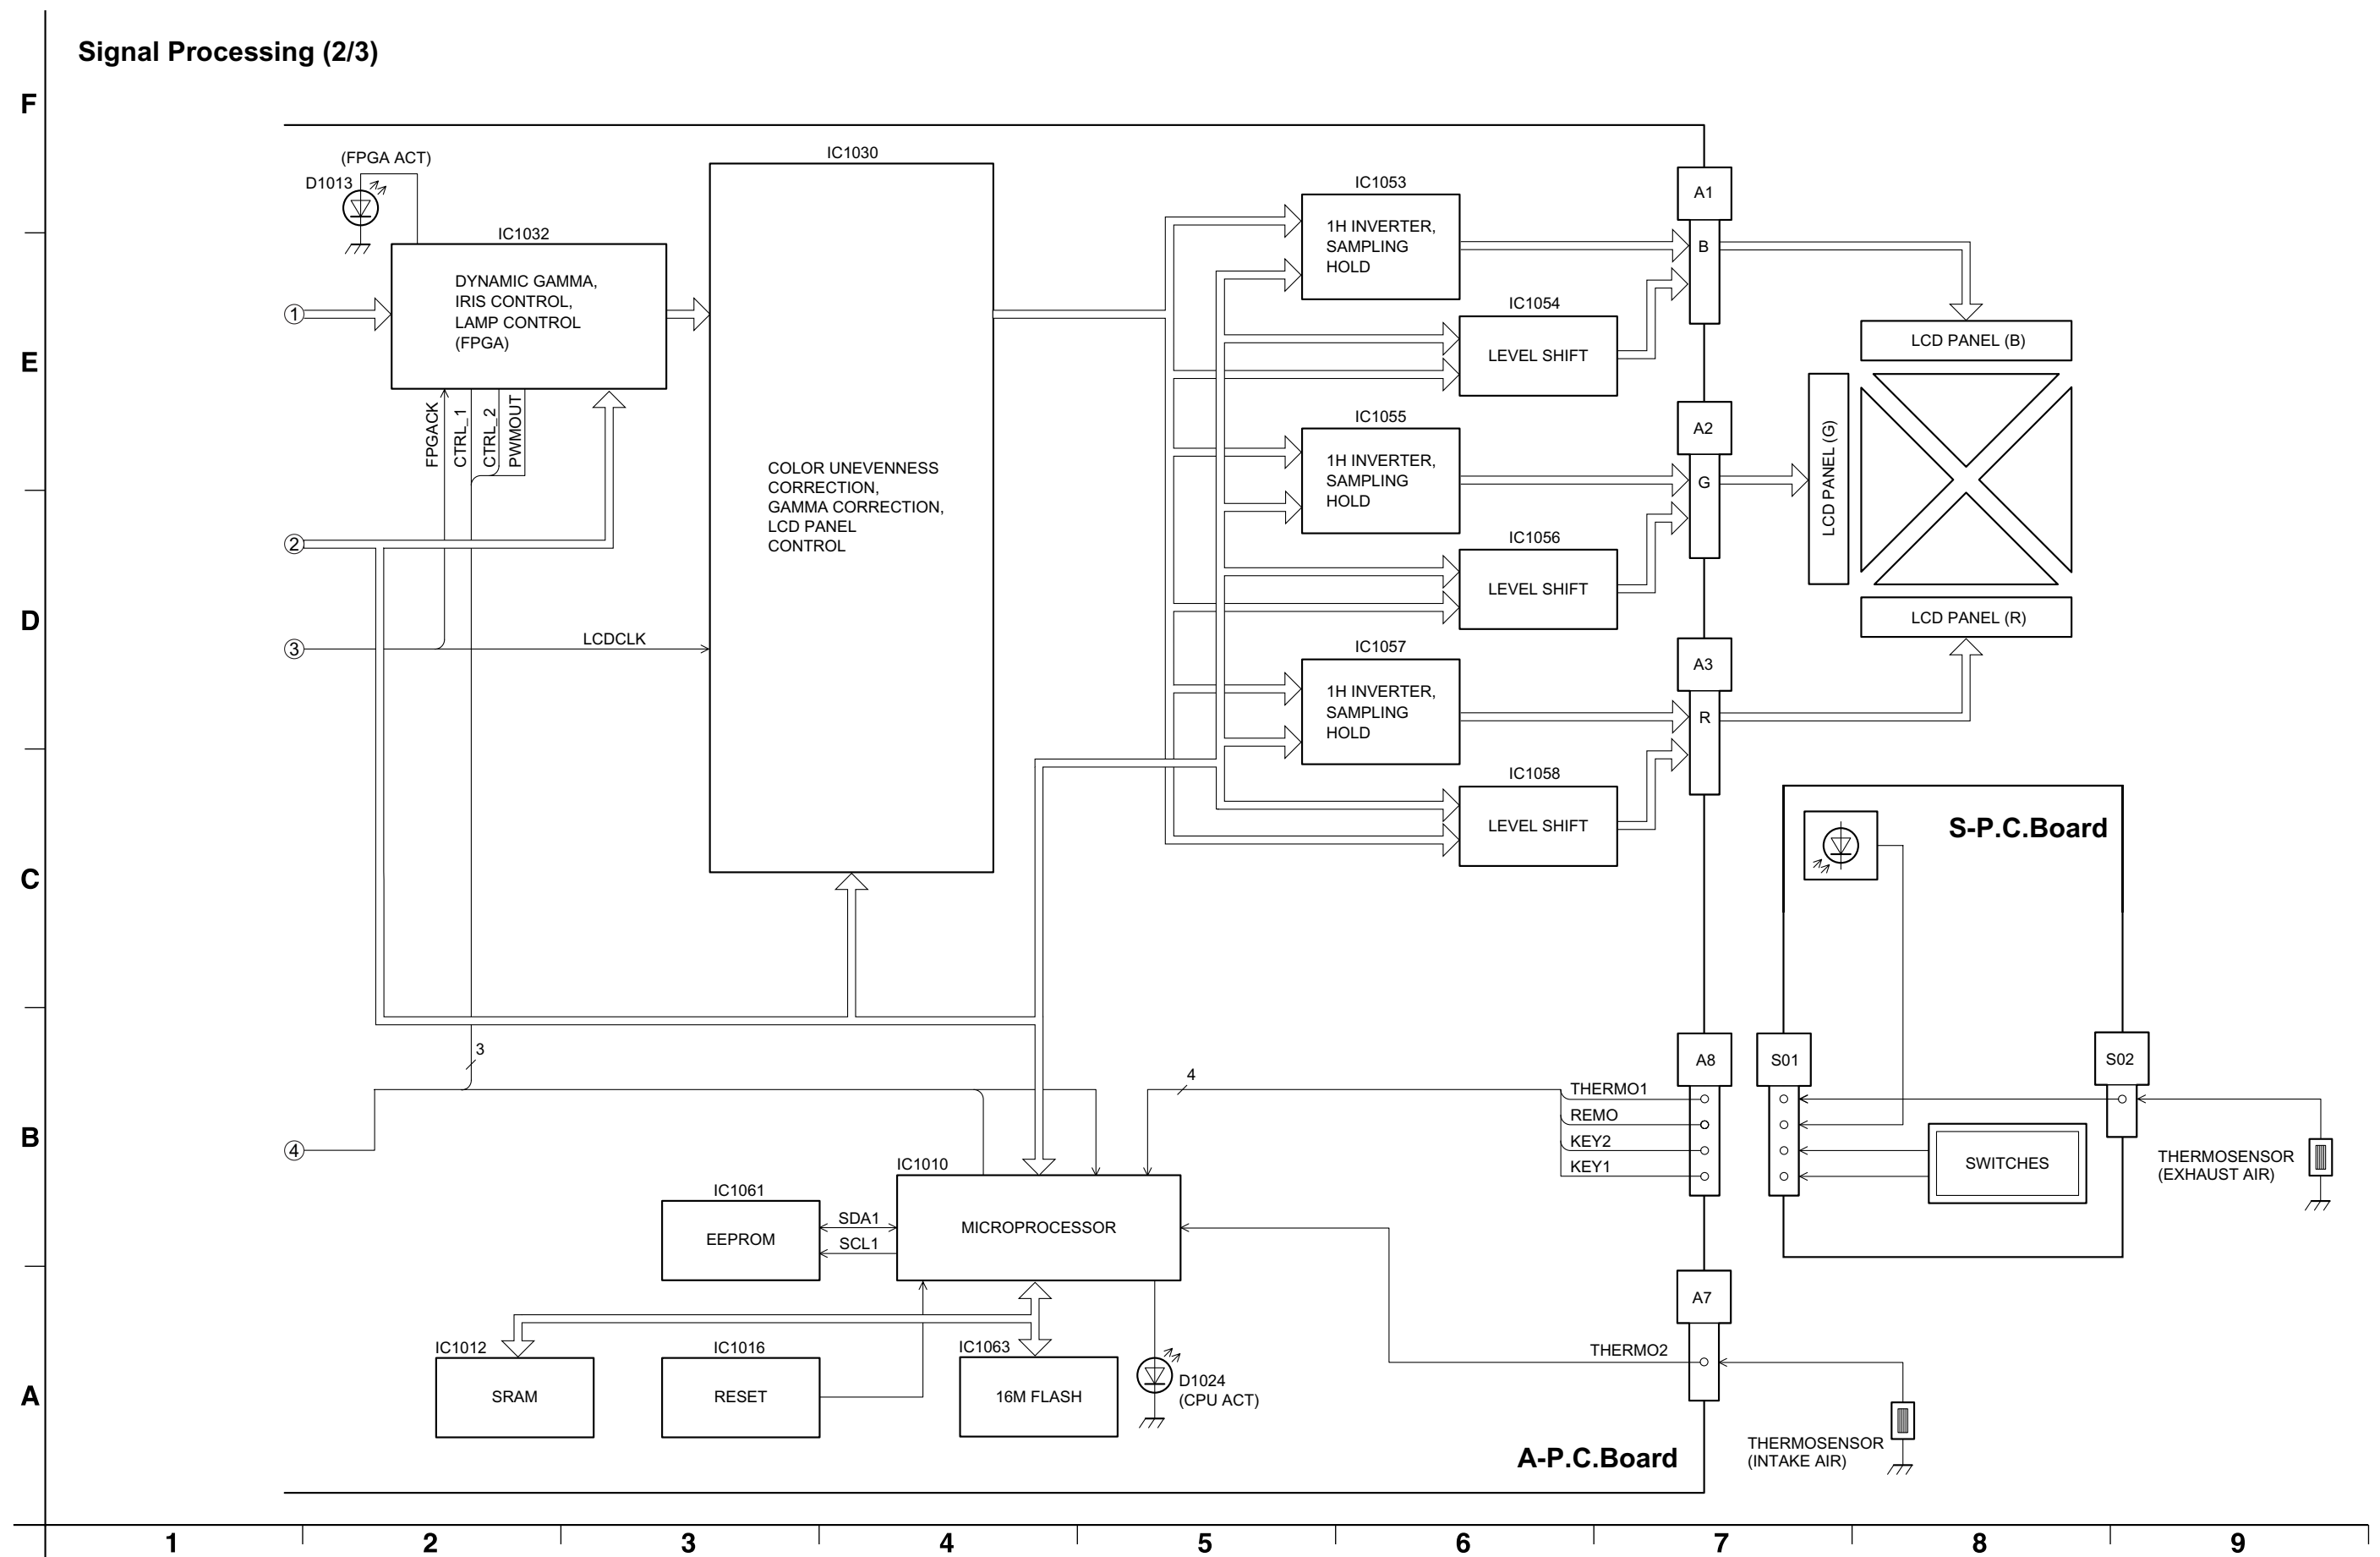 Signal Processing (2/3)
F
(FPGA ACT)
D1013
IC1030
IC1053
A1
1H INVERTER,
SAMPLING
HOLD
B
IC1032
DYNAMIC GAMMA,
IRIS CONTROL,
LAMP CONTROL
(FPGA)
1
IC1054
LEVEL SHIFT
LCD PANEL (B)
E
FPGACK
CTRL_1
CTRL_2
PWMOUT
IC1055
A2
1H INVERTER,
SAMPLING
HOLD
G
LCD PANEL (G)
COLOR UNEVENNESS
CORRECTION,
GAMMA CORRECTION,
LCD PANEL
CONTROL
2
IC1056
LEVEL SHIFT
D
LCD PANEL (R)
3
LCDCLK
IC1057
A3
1H INVERTER,
SAMPLING
HOLD
R
IC1058
LEVEL SHIFT
S-P.C.Board
C
3
4
A8
S01
S02
THERMO1
REMO
KEY2
KEY1
B
4
SWITCHES
THERMOSENSOR
(EXHAUST AIR)
IC1010
MICROPROCESSOR
IC1061
EEPROM
SDA1
SCL1
A7
THERMO2
IC1012
SRAM
IC1016
RESET
IC1063
16M FLASH
D1024
(CPU ACT)
A
THERMOSENSOR
(INTAKE AIR)
A-P.C.Board
1
2
3
4
5
6
7
8
9